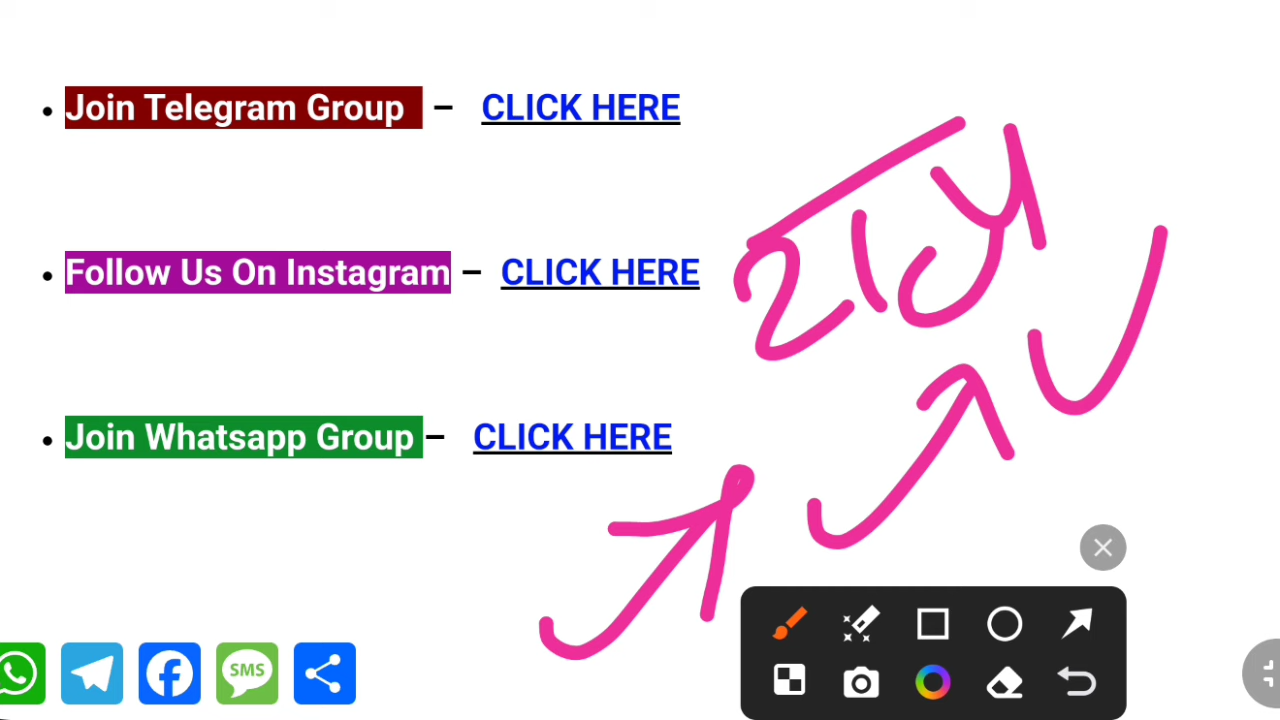 Join Telegram Group – CLICK HERE
Follow Us On Instagram – CLICK HERE
Join Whatsapp Group – CLICK HERE
SMS